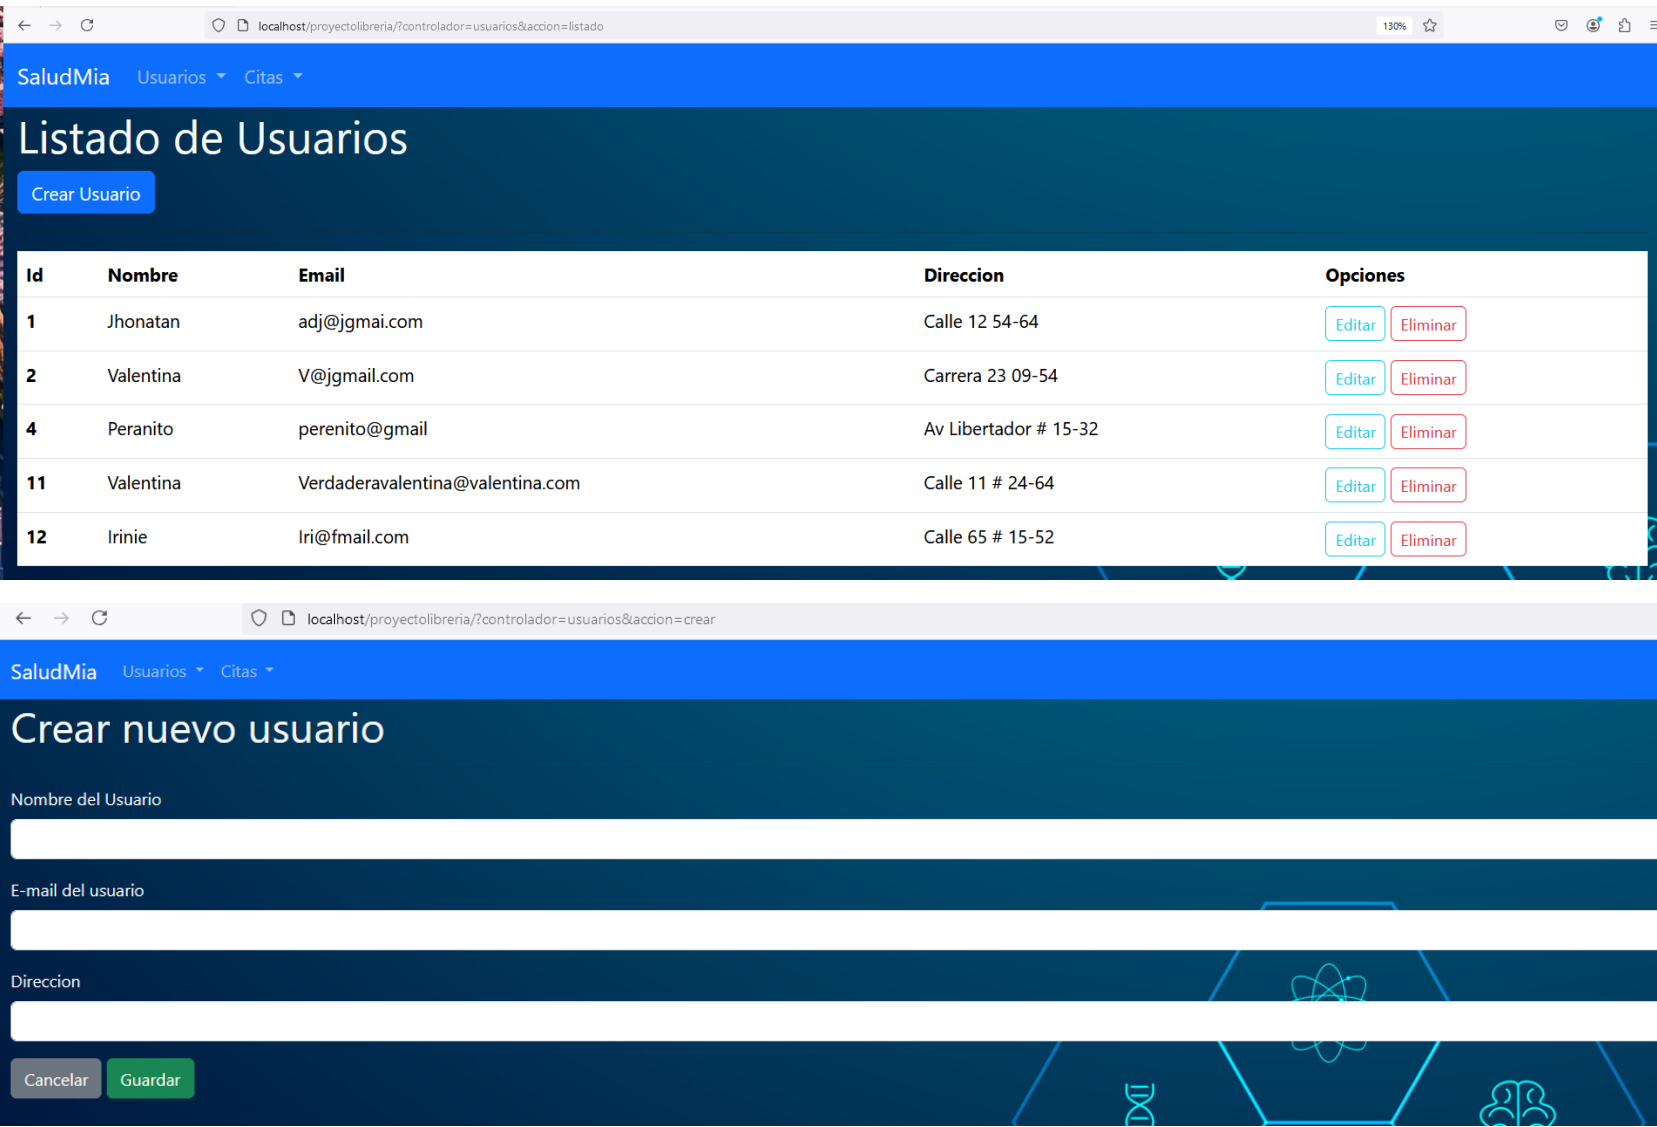 localhost/proyectolibreria/?controlador=usuarios&accion=listado 130%
SaludMia Usuarios Citas
Listado de Usuarios
Crear Usuario
Id Nombre Email Direccion Opciones
1 Jhonatan adj@jgmai.com Calle 12 54-64 Editar Eliminar
2 Valentina V@jgmail.com Carrera 23 09-54 Editar Eliminar
4 Peranito perenito@gmail Av Libertador # 15-32 Editar Eliminar
11 Valentina Verdaderavalentina@valentina.com Calle 11 # 24-64 Editar Eliminar
12 Irinie Iri@fmail.com Calle 65 # 15-52 Editar Eliminar
localhost/proyectolibreria/?controlador=usuarios&accion=crear
SaludMia Usuarios Citas
Crear nuevo usuario
Nombre del Usuario
E-mail del usuario
Direccion
Cancelar Guardar